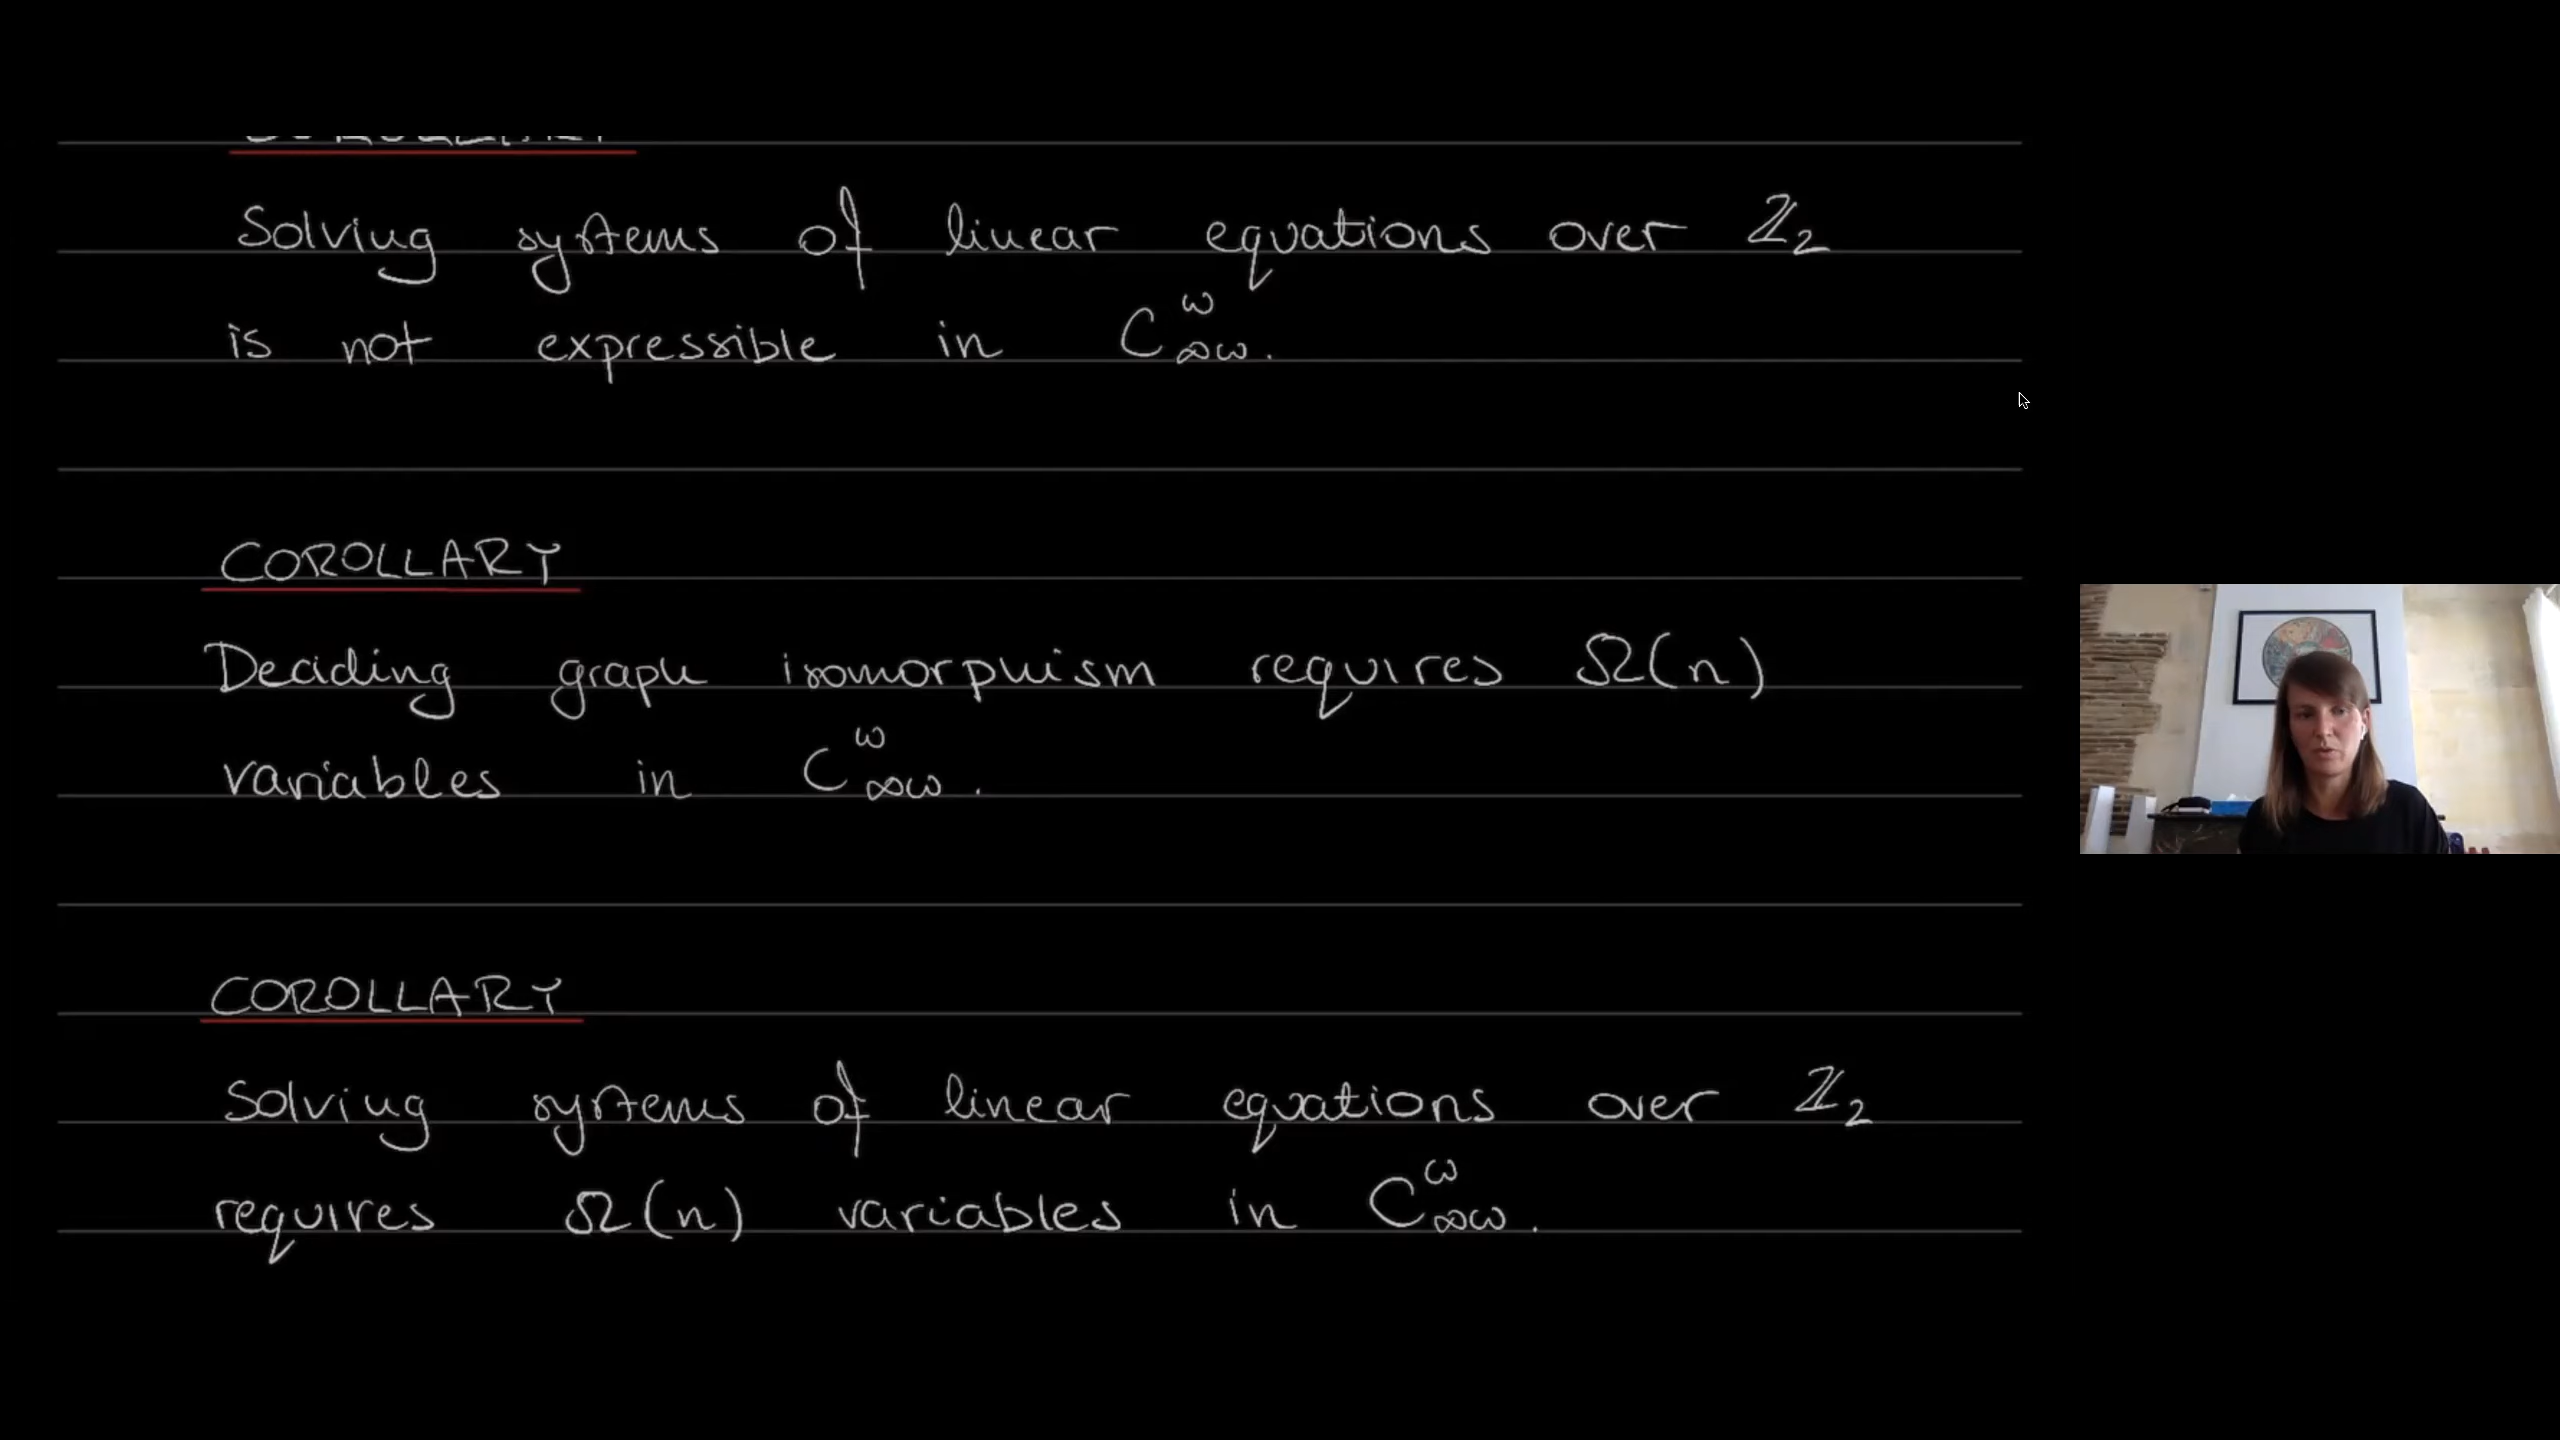 Solving systems of linear equations over ℤ₂
is not expressible in C^ω_∞ω.
COROLLARY
Deciding graph isomorphism requires Ω(n)
variables in C^ω_∞ω.
COROLLARY
Solving systems of linear equations over ℤ₂
requires Ω(n) variables in C^ω_∞ω.